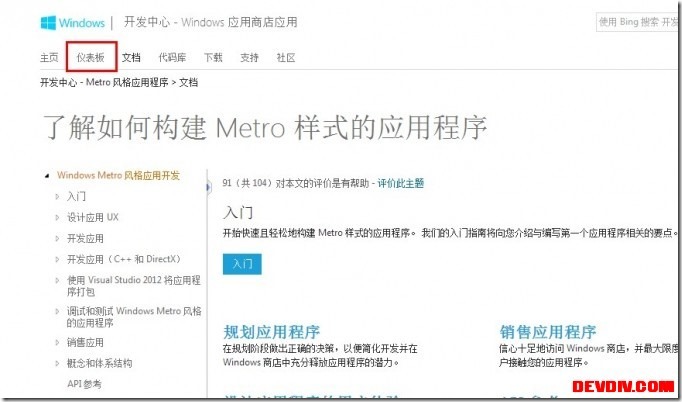 Windows | 开发中心 - Windows 应用商店应用
使用 Bing 搜索 开发
主页 仪表板 文档 代码库 下载 支持 社区
开发中心 - Metro 风格应用程序 > 文档
了解如何构建 Metro 样式的应用程序
Windows Metro 风格应用开发
入门
设计应用 UX
开发应用
开发应用（C++ 和 DirectX）
使用 Visual Studio 2012 将应用程
序打包
调试和测试 Windows Metro 风格
的应用程序
销售应用
概念和体系结构
API 参考
91（共 104）对本文的评价是有帮助 - 评价此主题
入门
开始快速且轻松地构建 Metro 样式的应用程序。 我们的入门指南将向您介绍与编写第一个应用程序相关的要点。
入门
规划应用程序
在规划阶段做出正确的决策，以便简化开发并在
Windows 商店中充分释放应用程序的潜力。
销售应用程序
信心十足地访问 Windows 商店，并最大限度
户接触您的应用程序。
DEVDIV.COM